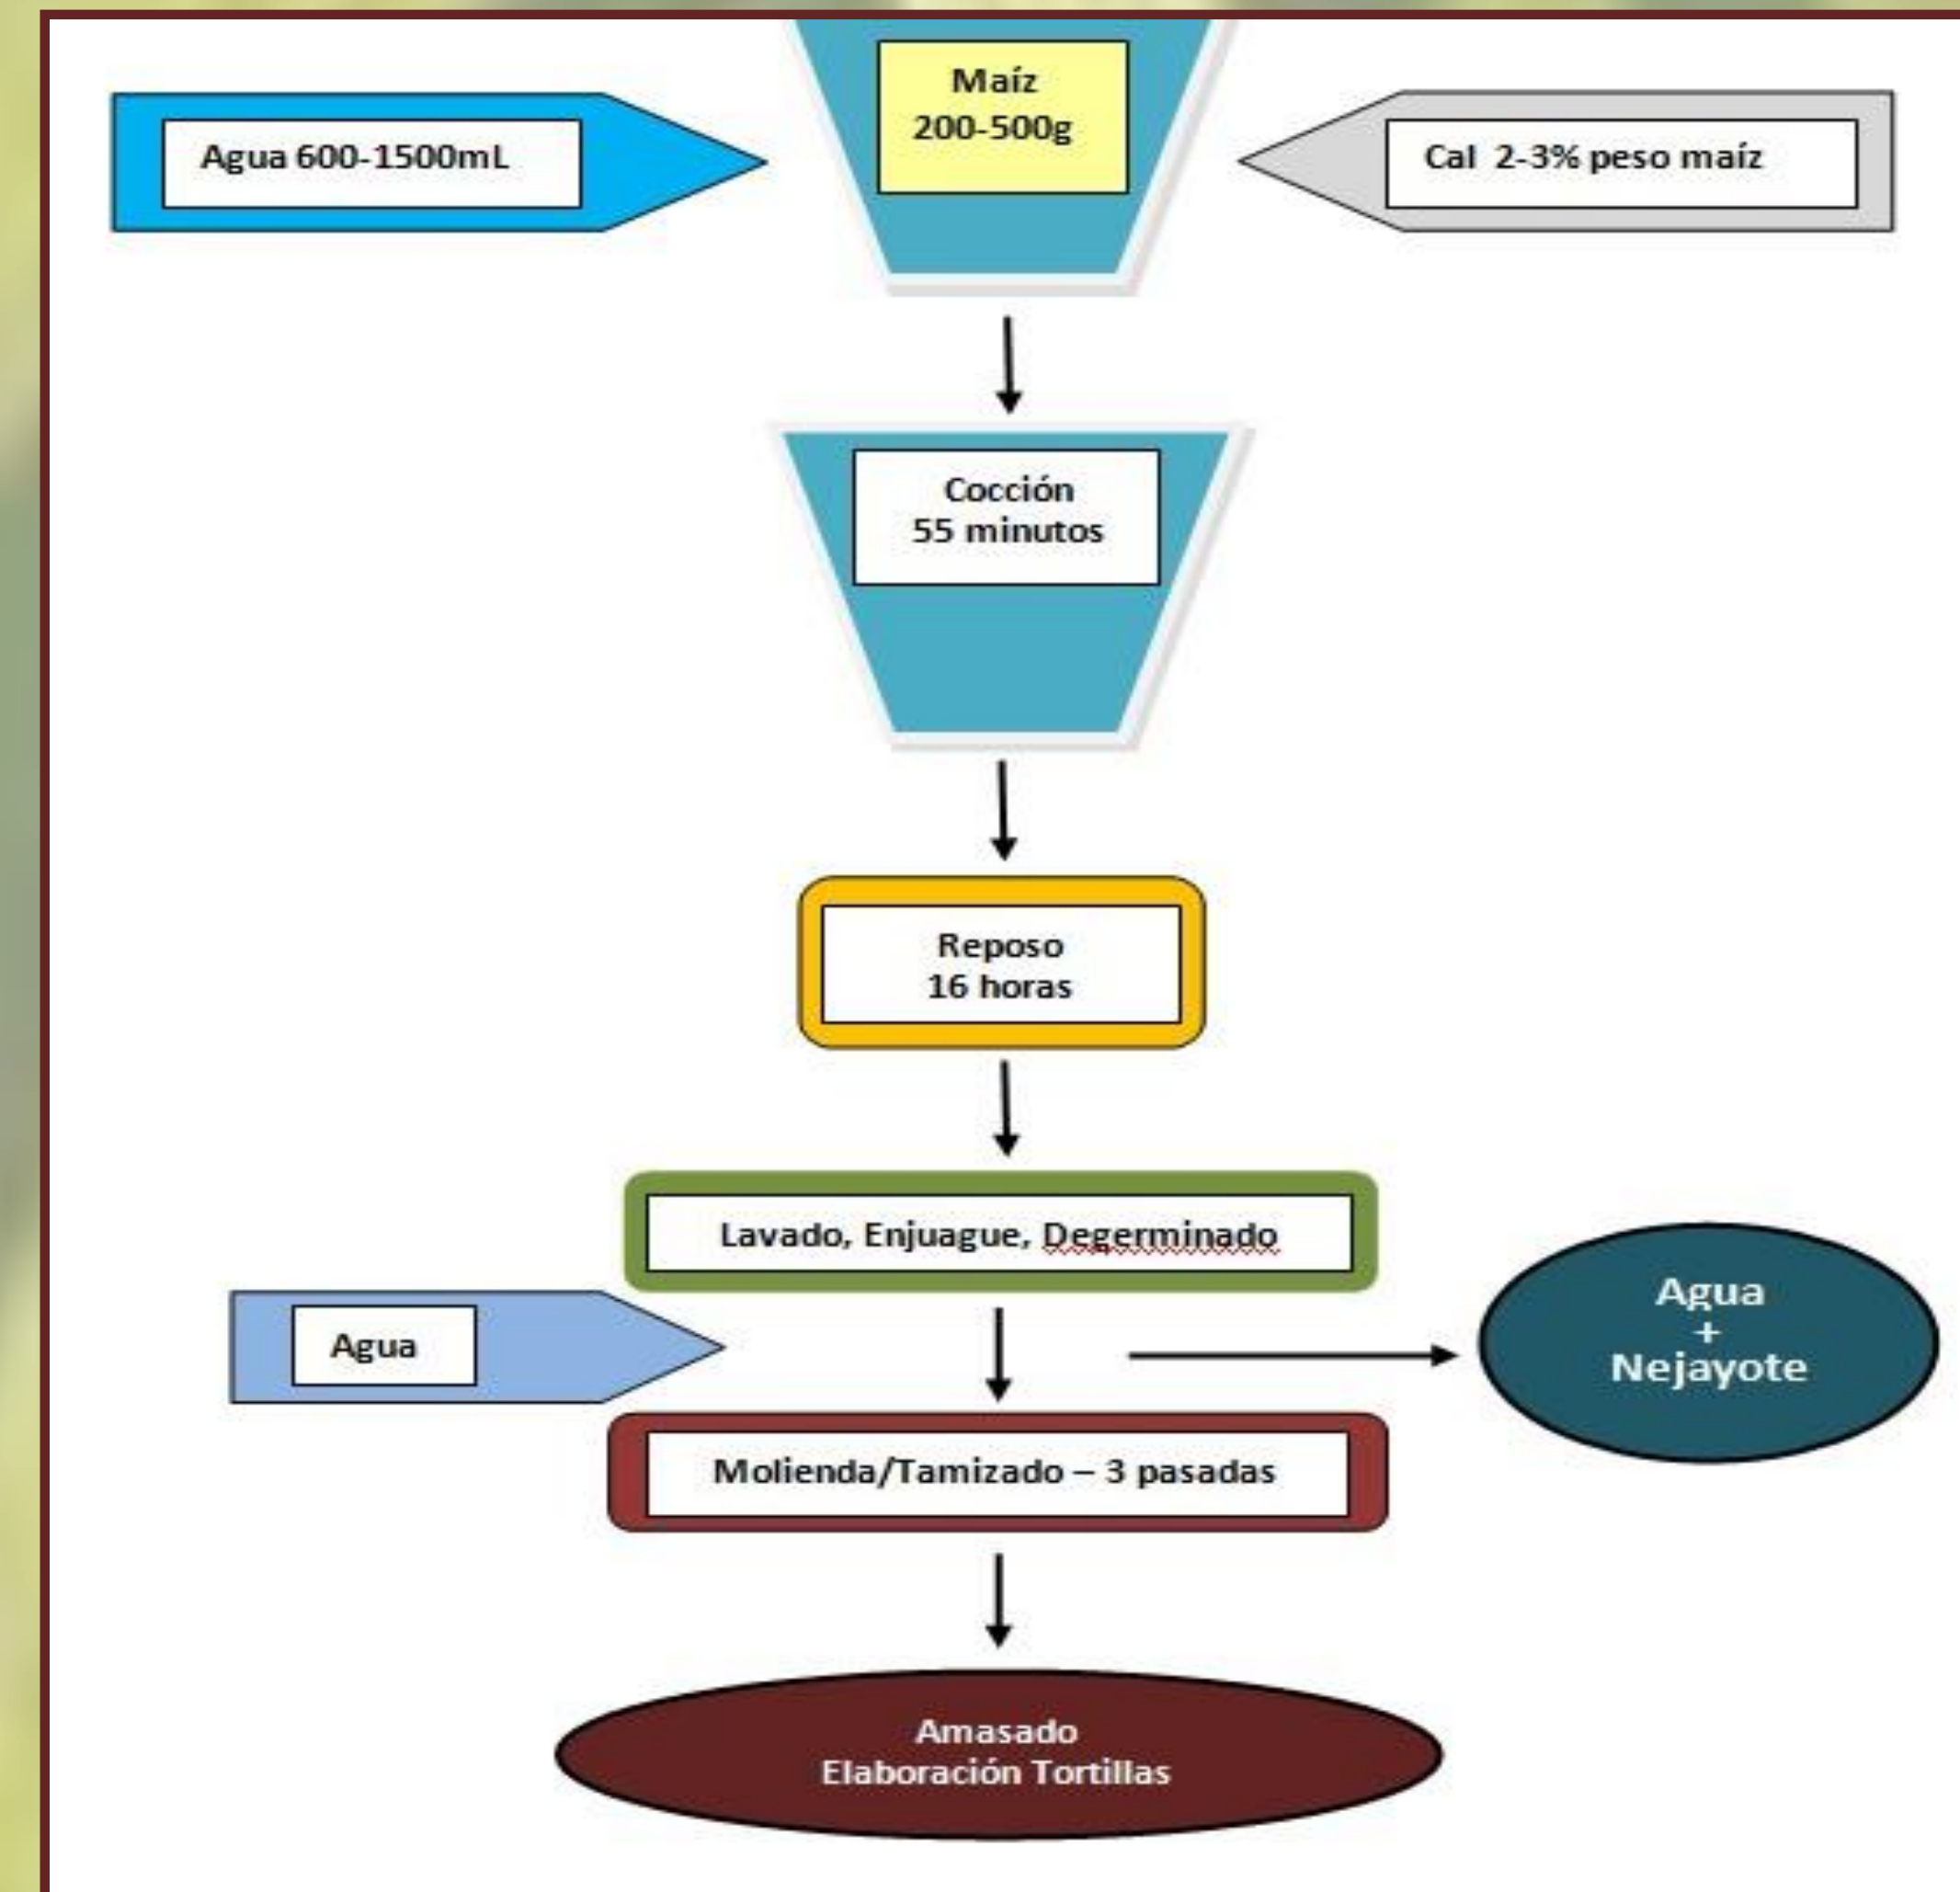 Maíz
200-500g
Agua 600-1500mL
Cal 2-3% peso maíz
Cocción
55 minutos
Reposo
16 horas
Lavado, Enjuague, Degerminado
Agua
Agua
+
Nejayote
Molienda/Tamizado – 3 pasadas
Amasado
Elaboración Tortillas